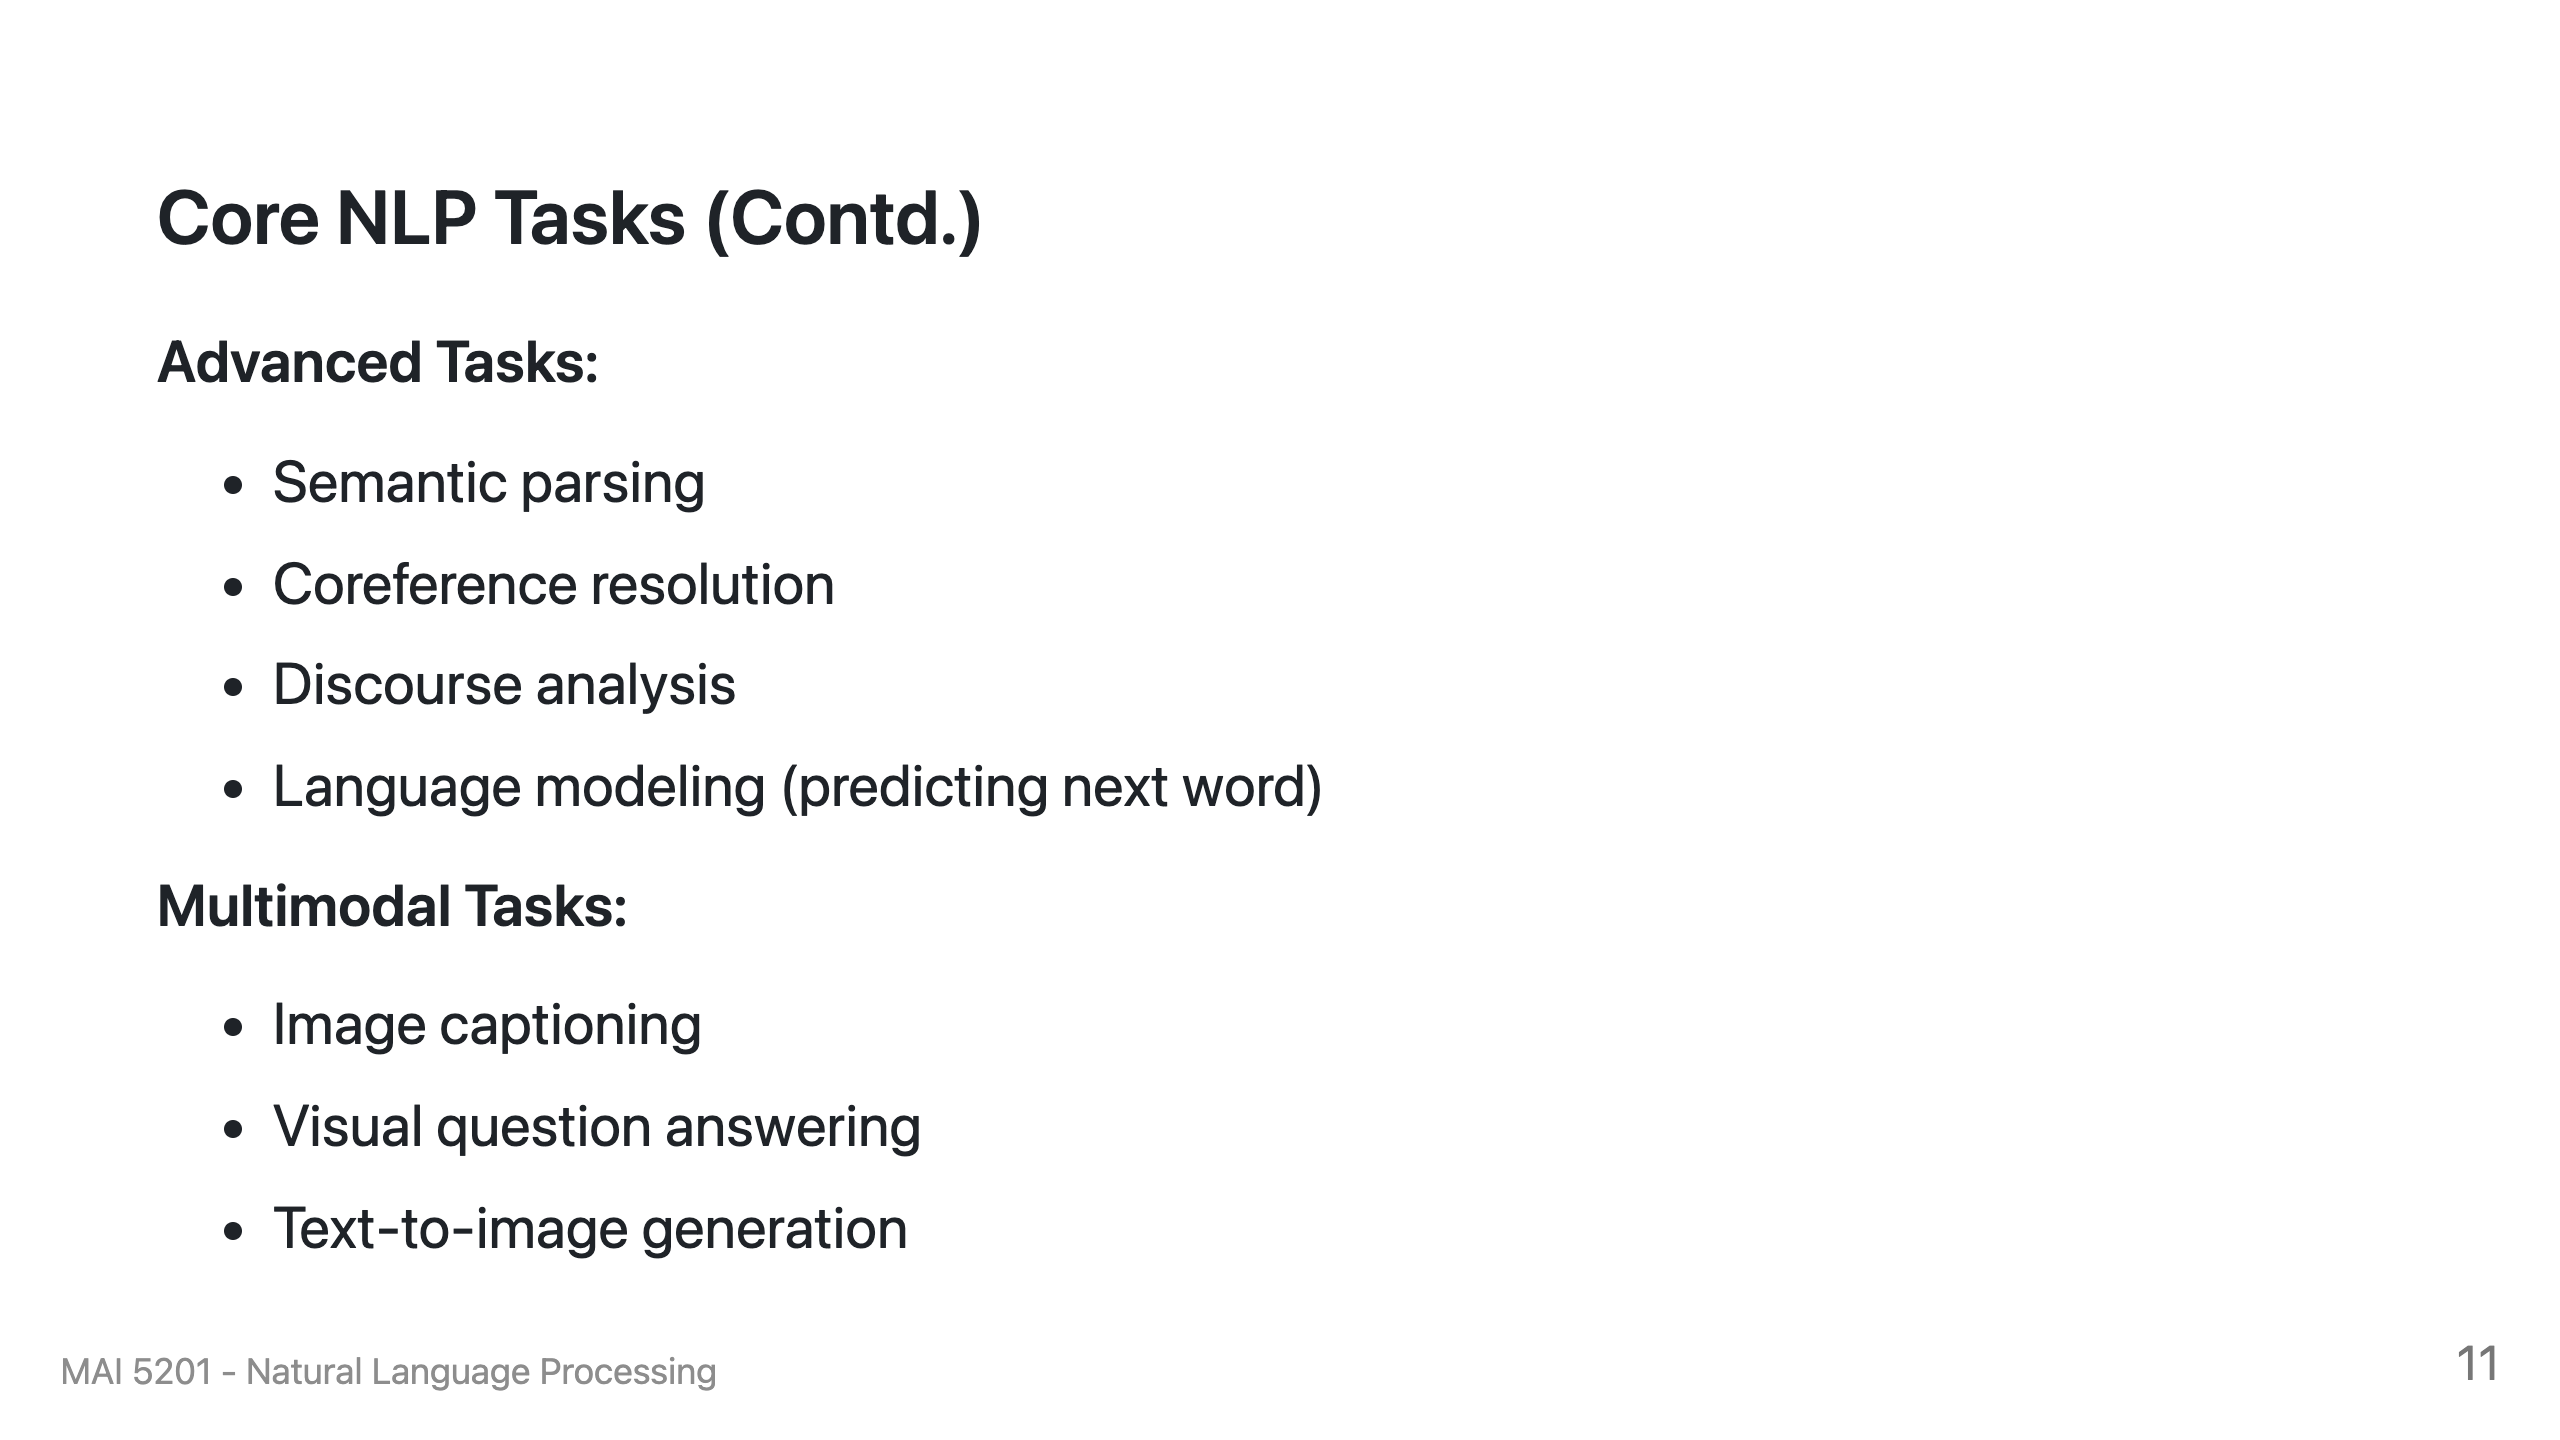 Core NLP Tasks (Contd.)
Advanced Tasks:
• Semantic parsing
• Coreference resolution
• Discourse analysis
• Language modeling (predicting next word)
Multimodal Tasks:
• Image captioning
• Visual question answering
• Text-to-image generation
MAI 5201 - Natural Language Processing
11